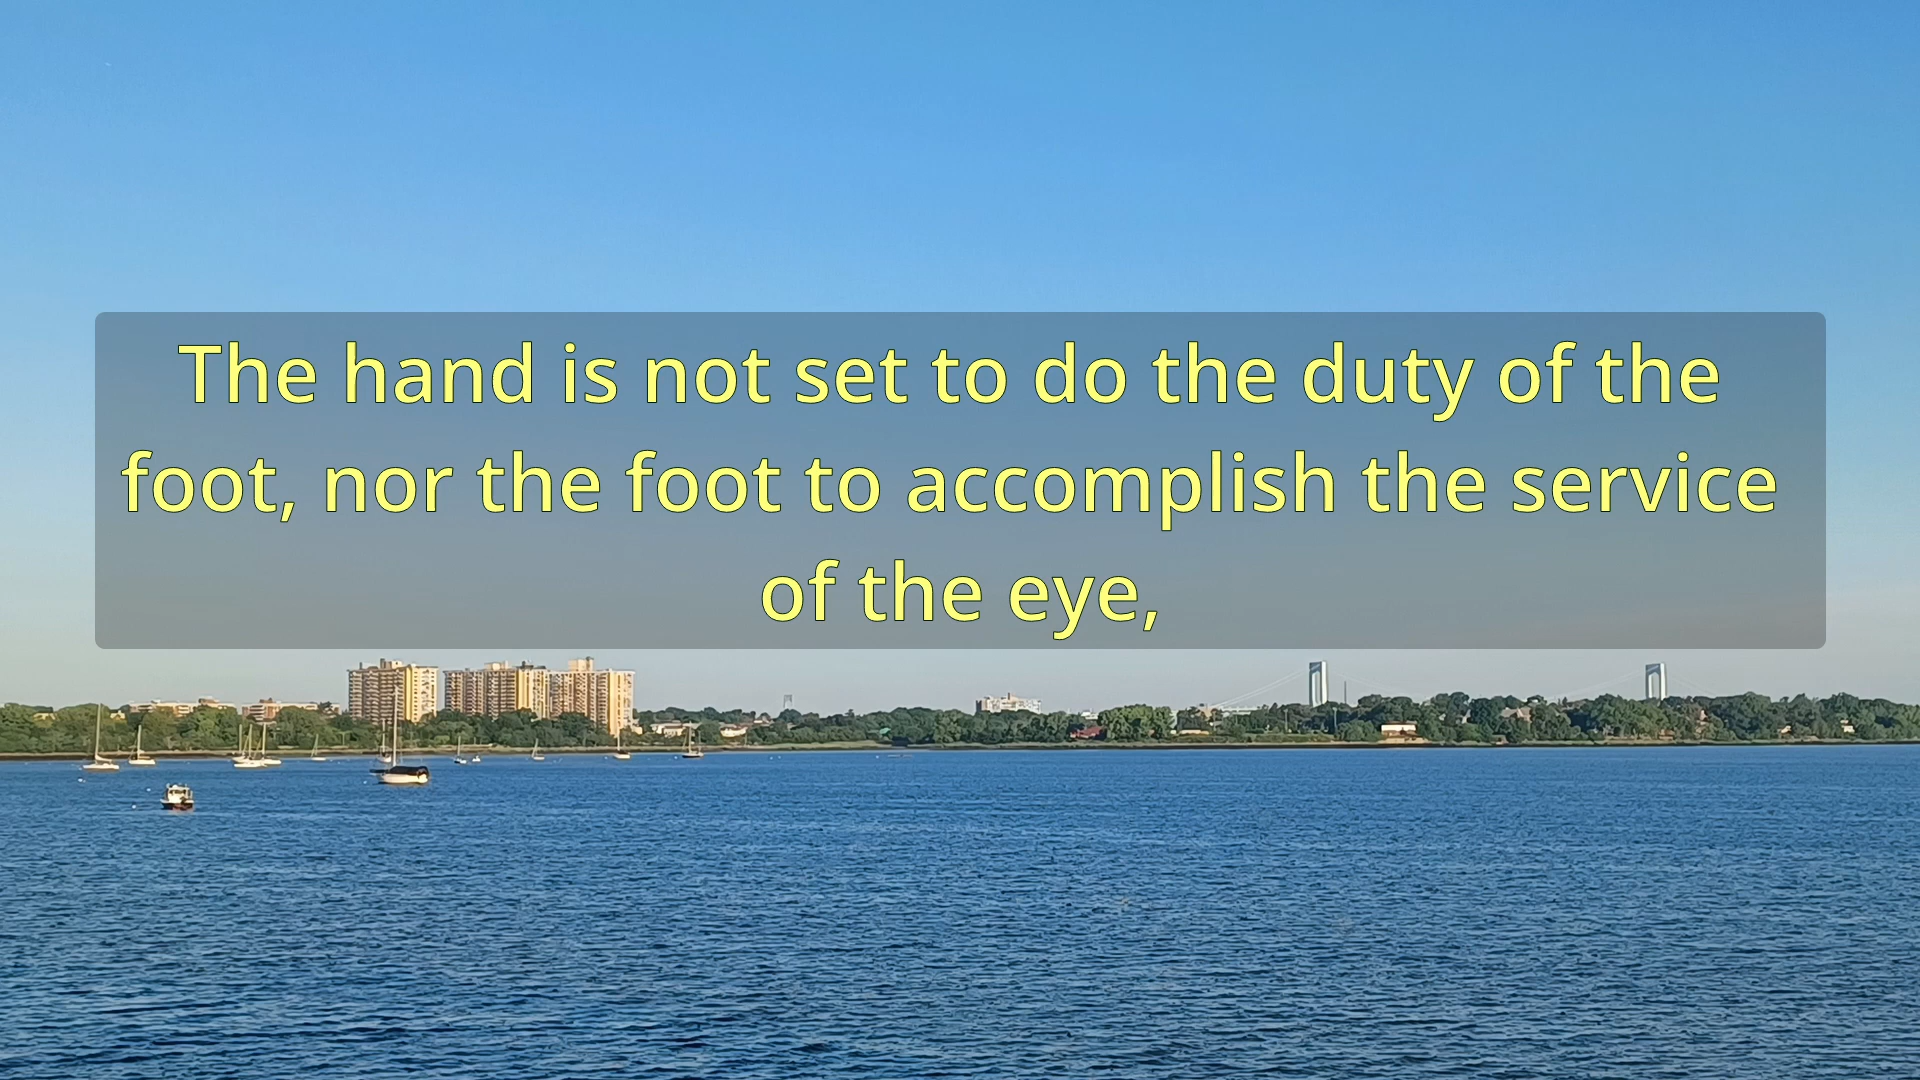 The hand is not set to do the duty of the
foot, nor the foot to accomplish the service
of the eye,